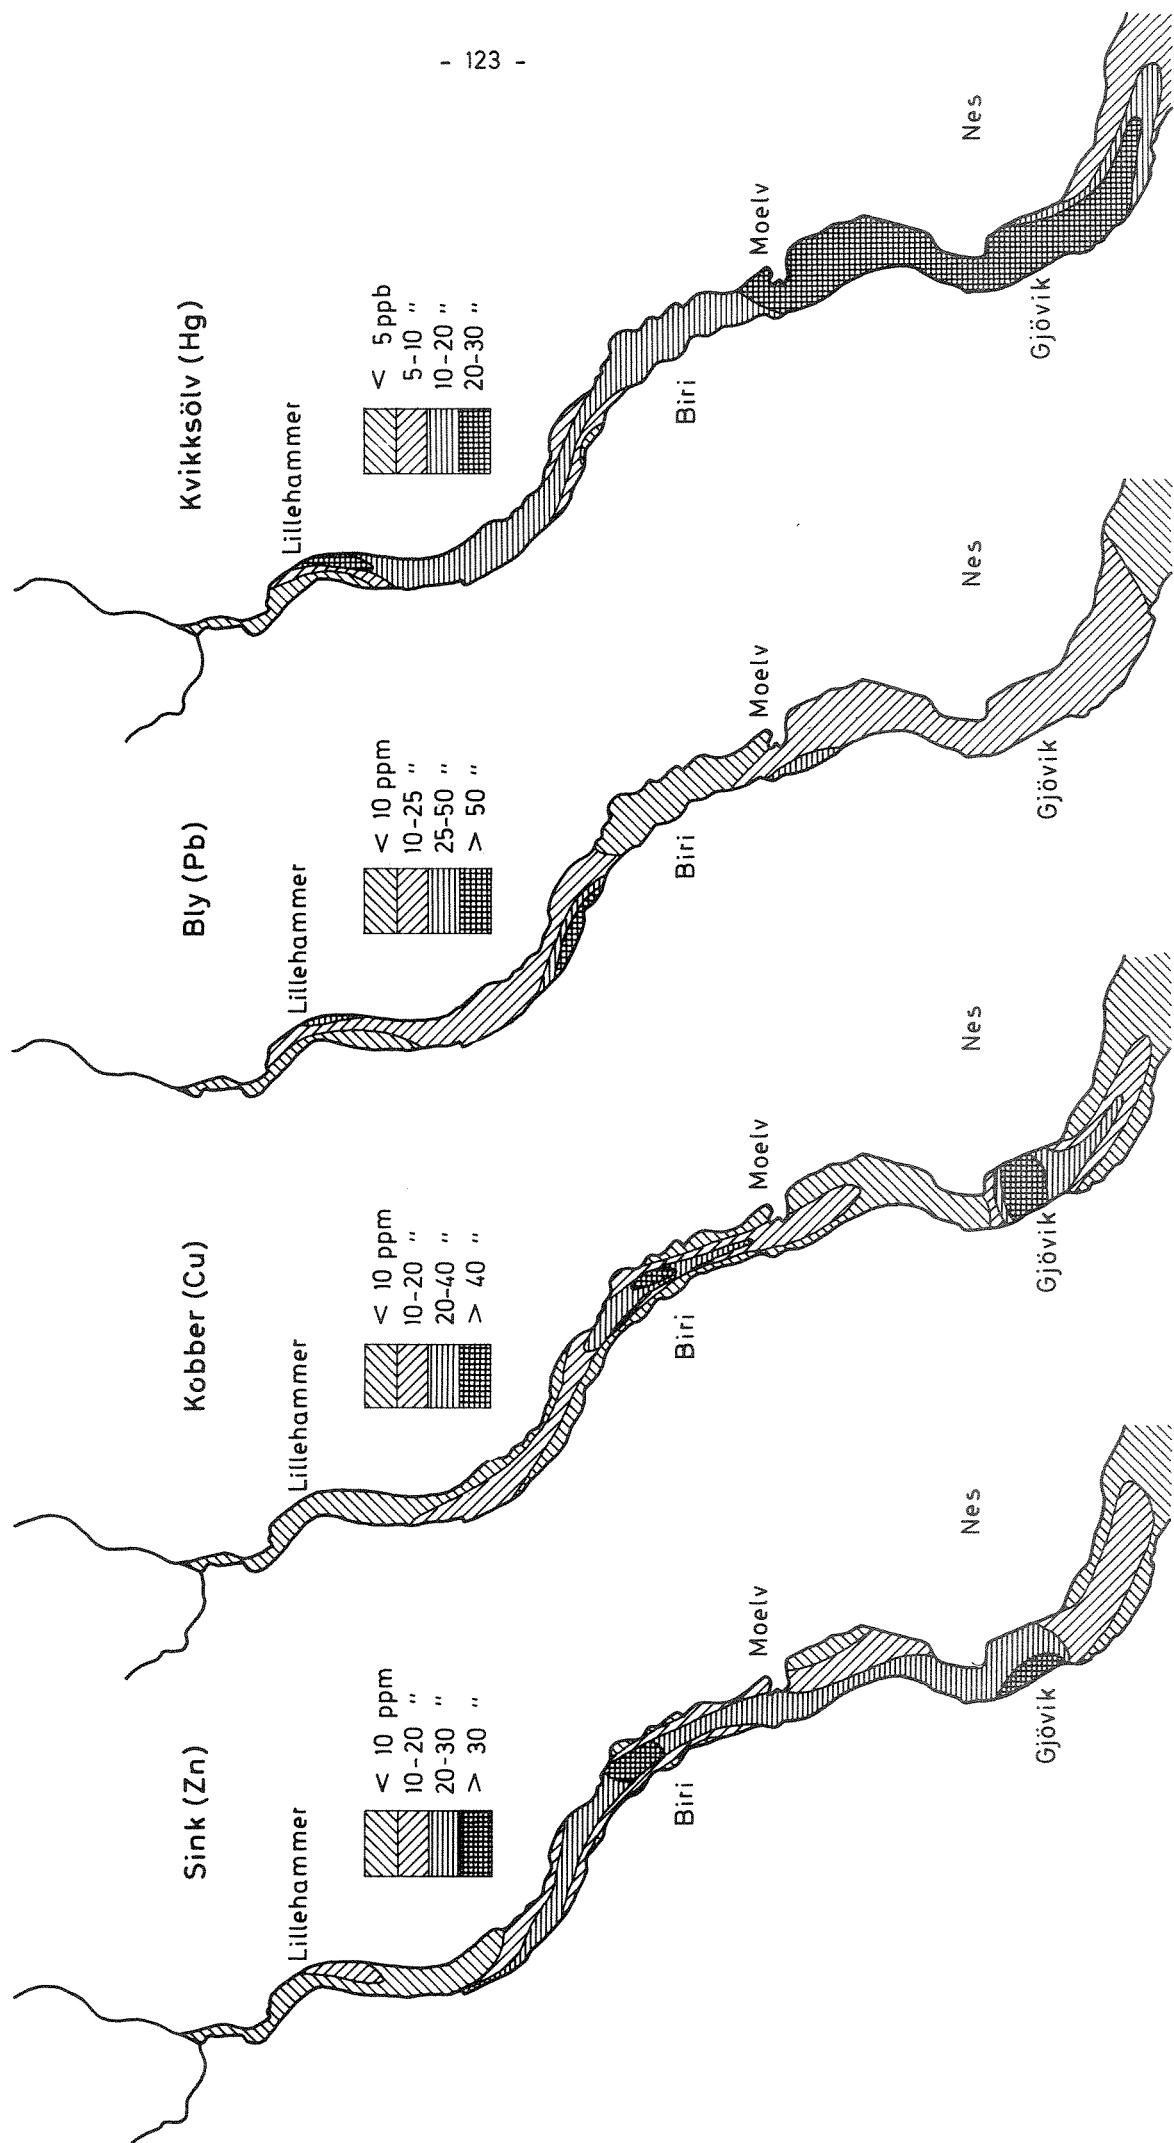 - 123 -
Kvikksölv (Hg)
Lillehammer
< 5 ppb
5-10 "
10-20 "
20-30 "
Biri
Moelv
Nes
Gjövik
Bly (Pb)
Lillehammer
< 10 ppm
10-25 "
25-50 "
> 50 "
Biri
Moelv
Nes
Gjövik
Kobber (Cu)
Lillehammer
< 10 ppm
10-20 "
20-40 "
> 40 "
Biri
Moelv
Nes
Gjövik
Sink (Zn)
Lillehammer
< 10 ppm
10-20 "
20-30 "
> 30 "
Biri
Moelv
Nes
Gjövik